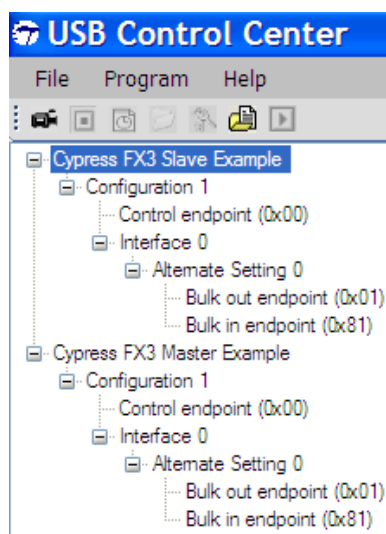 USB Control Center
File Program Help
Cypress FX3 Slave Example
Configuration 1
Control endpoint (0x00)
Interface 0
Alternate Setting 0
Bulk out endpoint (0x01)
Bulk in endpoint (0x81)
Cypress FX3 Master Example
Configuration 1
Control endpoint (0x00)
Interface 0
Alternate Setting 0
Bulk out endpoint (0x01)
Bulk in endpoint (0x81)